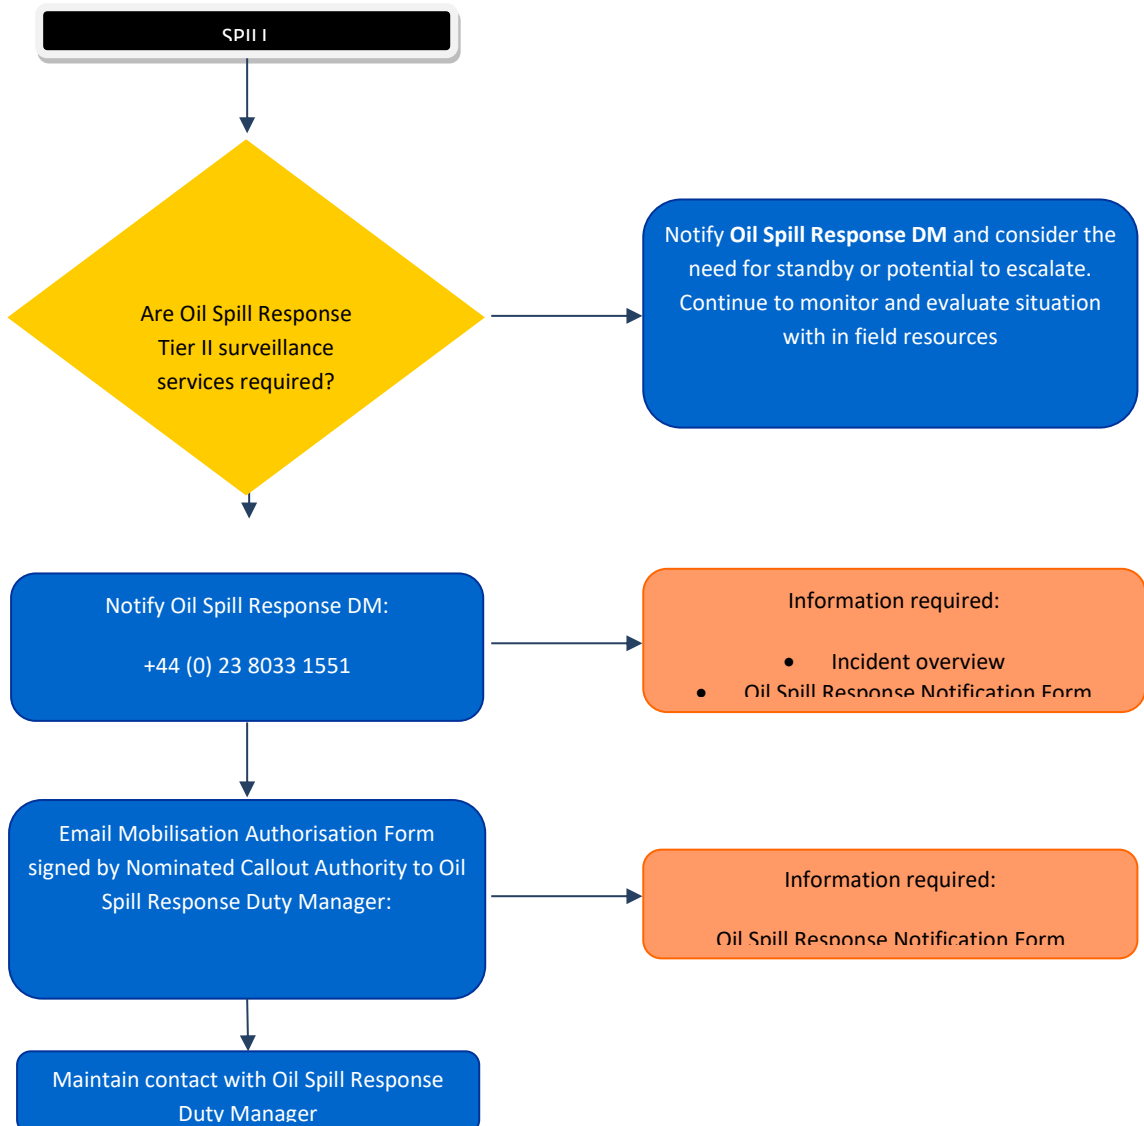 SPILL
Are Oil Spill Response
Tier II surveillance
services required?
Notify Oil Spill Response DM and consider the
need for standby or potential to escalate.
Continue to monitor and evaluate situation
with in field resources
Notify Oil Spill Response DM:
+44 (0) 23 8033 1551
Information required:
• Incident overview
• Oil Spill Response Notification Form
Email Mobilisation Authorisation Form
signed by Nominated Callout Authority to Oil
Spill Response Duty Manager:
Information required:
Oil Spill Response Notification Form
Maintain contact with Oil Spill Response
Duty Manager